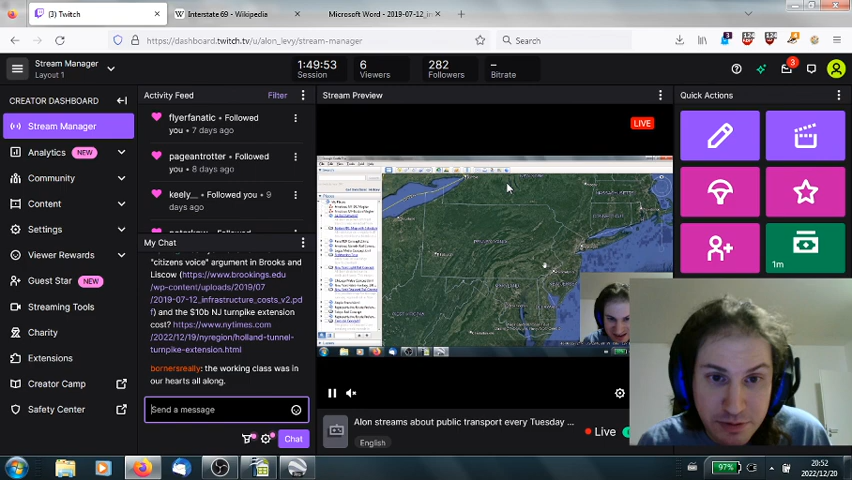 (3) Twitch
Interstate 69 - Wikipedia
Microsoft Word - 2019-07-12_in
https://dashboard.twitch.tv/u/alon_levy/stream-manager
Search
Stream Manager
Layout 1
1:49:53
Session
6
Viewers
282
Followers
–
Bitrate
3
CREATOR DASHBOARD
Stream Manager
Analytics NEW
Community
Content
Settings
Viewer Rewards
Guest Star NEW
Streaming Tools
Charity
Extensions
Creator Camp
Safety Center
Activity Feed
Filter
flyerfanatic • Followed
you • 7 days ago
pageantrotter • Followed
you • 8 days ago
keely__ • Followed you • 9
days ago
My Chat
"citizens voice" argument in Brooks and
Liscow (https://www.brookings.edu
/wp-content/uploads/2019/07
/2019-07-12_infrastructure_costs_v2.pd
f) and the $10b NJ turnpike extension
cost? https://www.nytimes.com
/2022/12/19/nyregion/holland-tunnel-
turnpike-extension.html
bornersreally: the working class was in
our hearts all along.
Send a message
Chat
Stream Preview
LIVE
Alon streams about public transport every Tuesday ...
English
Live
Quick Actions
1m
97%
20:52
2022/12/20